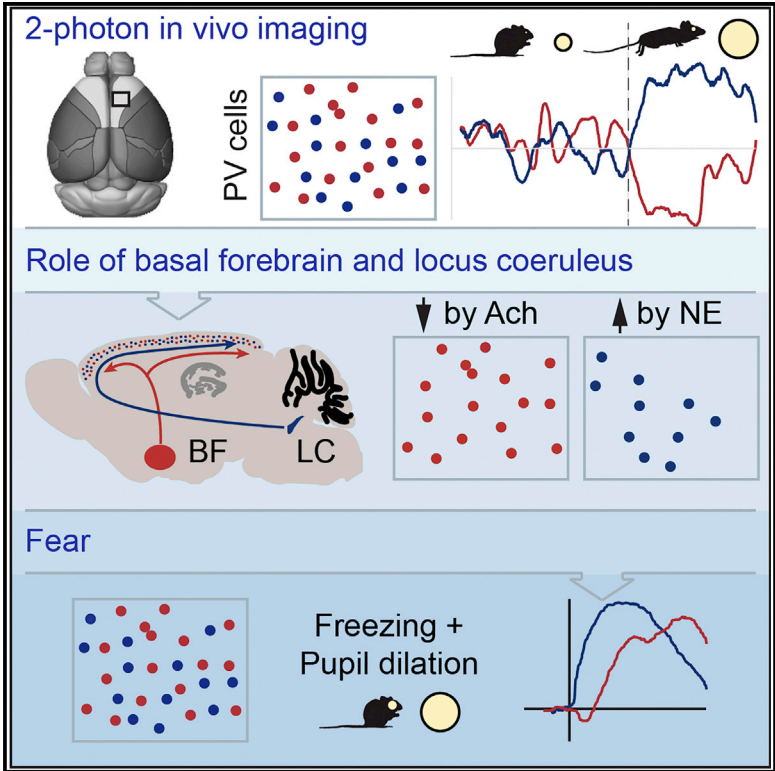 2-photon in vivo imaging
PV cells
Role of basal forebrain and locus coeruleus
by Ach
by NE
BF
LC
Fear
Freezing +
Pupil dilation